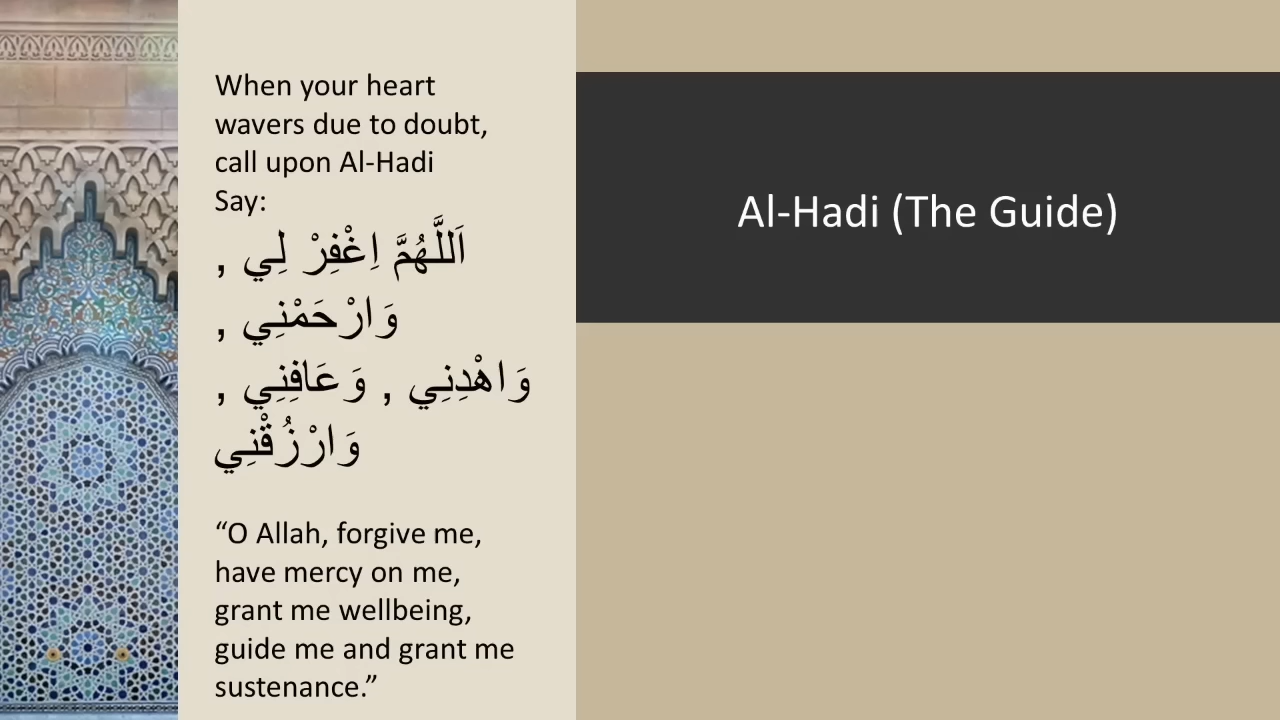 When your heart
wavers due to doubt,
call upon Al-Hadi
Say:
اَللَّهُمَّ اِغْفِرْ لِي ,
وَارْحَمْنِي ,
وَاهْدِنِي , وَعَافِنِي ,
وَارْزُقْنِي
“O Allah, forgive me,
have mercy on me,
grant me wellbeing,
guide me and grant me
sustenance.”
Al-Hadi (The Guide)